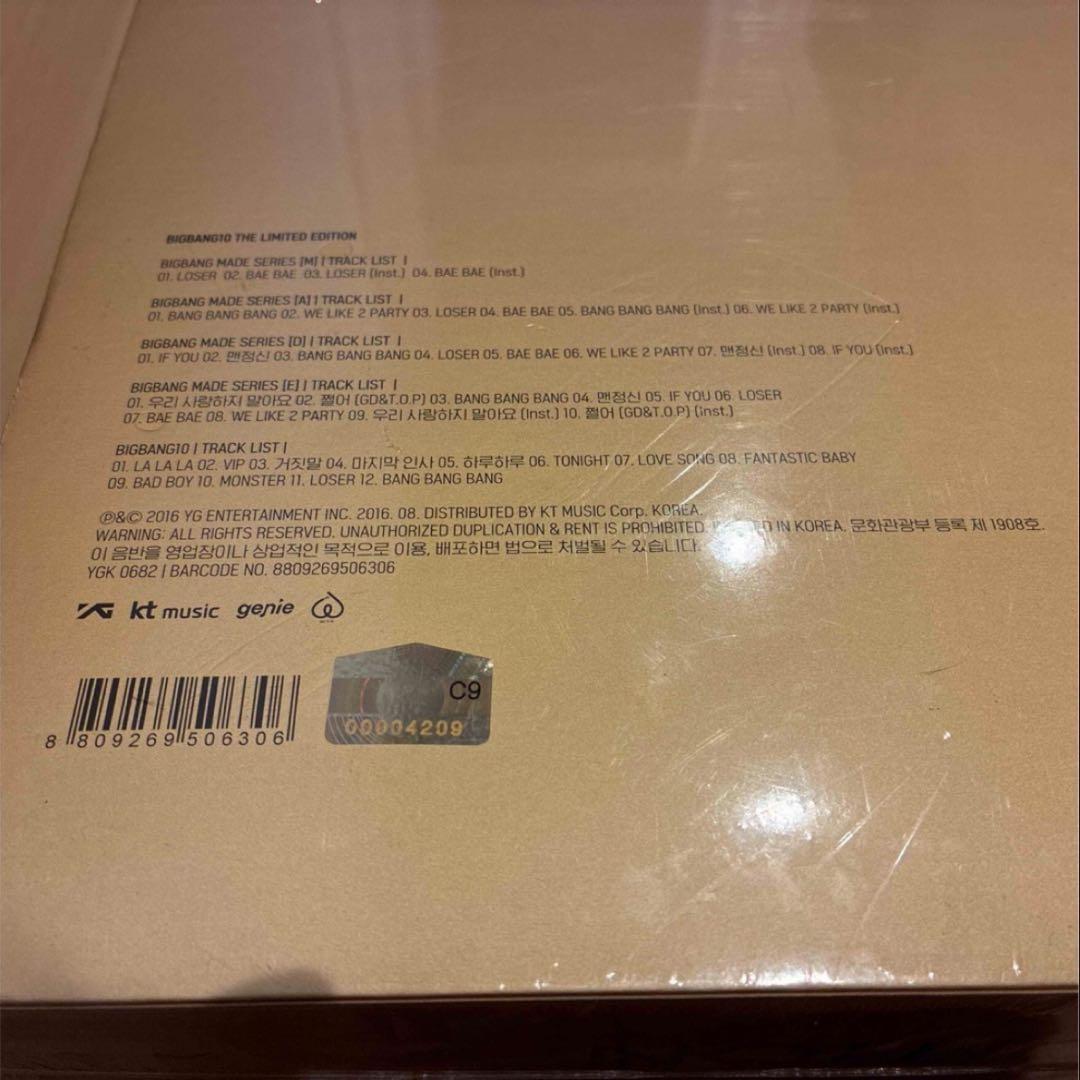 BIGBANG10 THE LIMITED EDITION
BIGBANG MADE SERIES [M] | TRACK LIST |
01. LOSER 02. BAE BAE 03. LOSER (Inst.) 04. BAE BAE (Inst.)
BIGBANG MADE SERIES [A] | TRACK LIST |
01. BANG BANG BANG 02. WE LIKE 2 PARTY 03. LOSER 04. BAE BAE 05. BANG BANG BANG (Inst.) 06. WE LIKE 2 PARTY (Inst.)
BIGBANG MADE SERIES [D] | TRACK LIST |
01. IF YOU 02. 맨정신 03. BANG BANG BANG 04. LOSER 05. BAE BAE 06. WE LIKE 2 PARTY 07. 맨정신 (Inst.) 08. IF YOU (Inst.)
BIGBANG MADE SERIES [E] | TRACK LIST |
01. 우리 사랑하지 말아요 02. 쩔어 (GD&T.O.P) 03. BANG BANG BANG 04. 맨정신 05. IF YOU 06. LOSER
07. BAE BAE 08. WE LIKE 2 PARTY 09. 우리 사랑하지 말아요 (Inst.) 10. 쩔어 (GD&T.O.P) (Inst.)
BIGBANG10 | TRACK LIST |
01. LA LA LA 02. VIP 03. 거짓말 04. 마지막 인사 05. 하루하루 06. TONIGHT 07. LOVE SONG 08. FANTASTIC BABY
09. BAD BOY 10. MONSTER 11. LOSER 12. BANG BANG BANG
℗&© 2016 YG ENTERTAINMENT INC. 2016. 08. DISTRIBUTED BY KT MUSIC Corp. KOREA.
WARNING: ALL RIGHTS RESERVED. UNAUTHORIZED DUPLICATION & RENT IS PROHIBITED. IN KOREA. 문화관광부 등록 제 1908호.
이 음반을 영업장이나 상업적인 목적으로 이용, 배포하면 법으로 처벌될 수 있습니다.
YGK 0682 | BARCODE NO. 8809269506306
YG kt music genie
C9
00004209
8 809269 506306